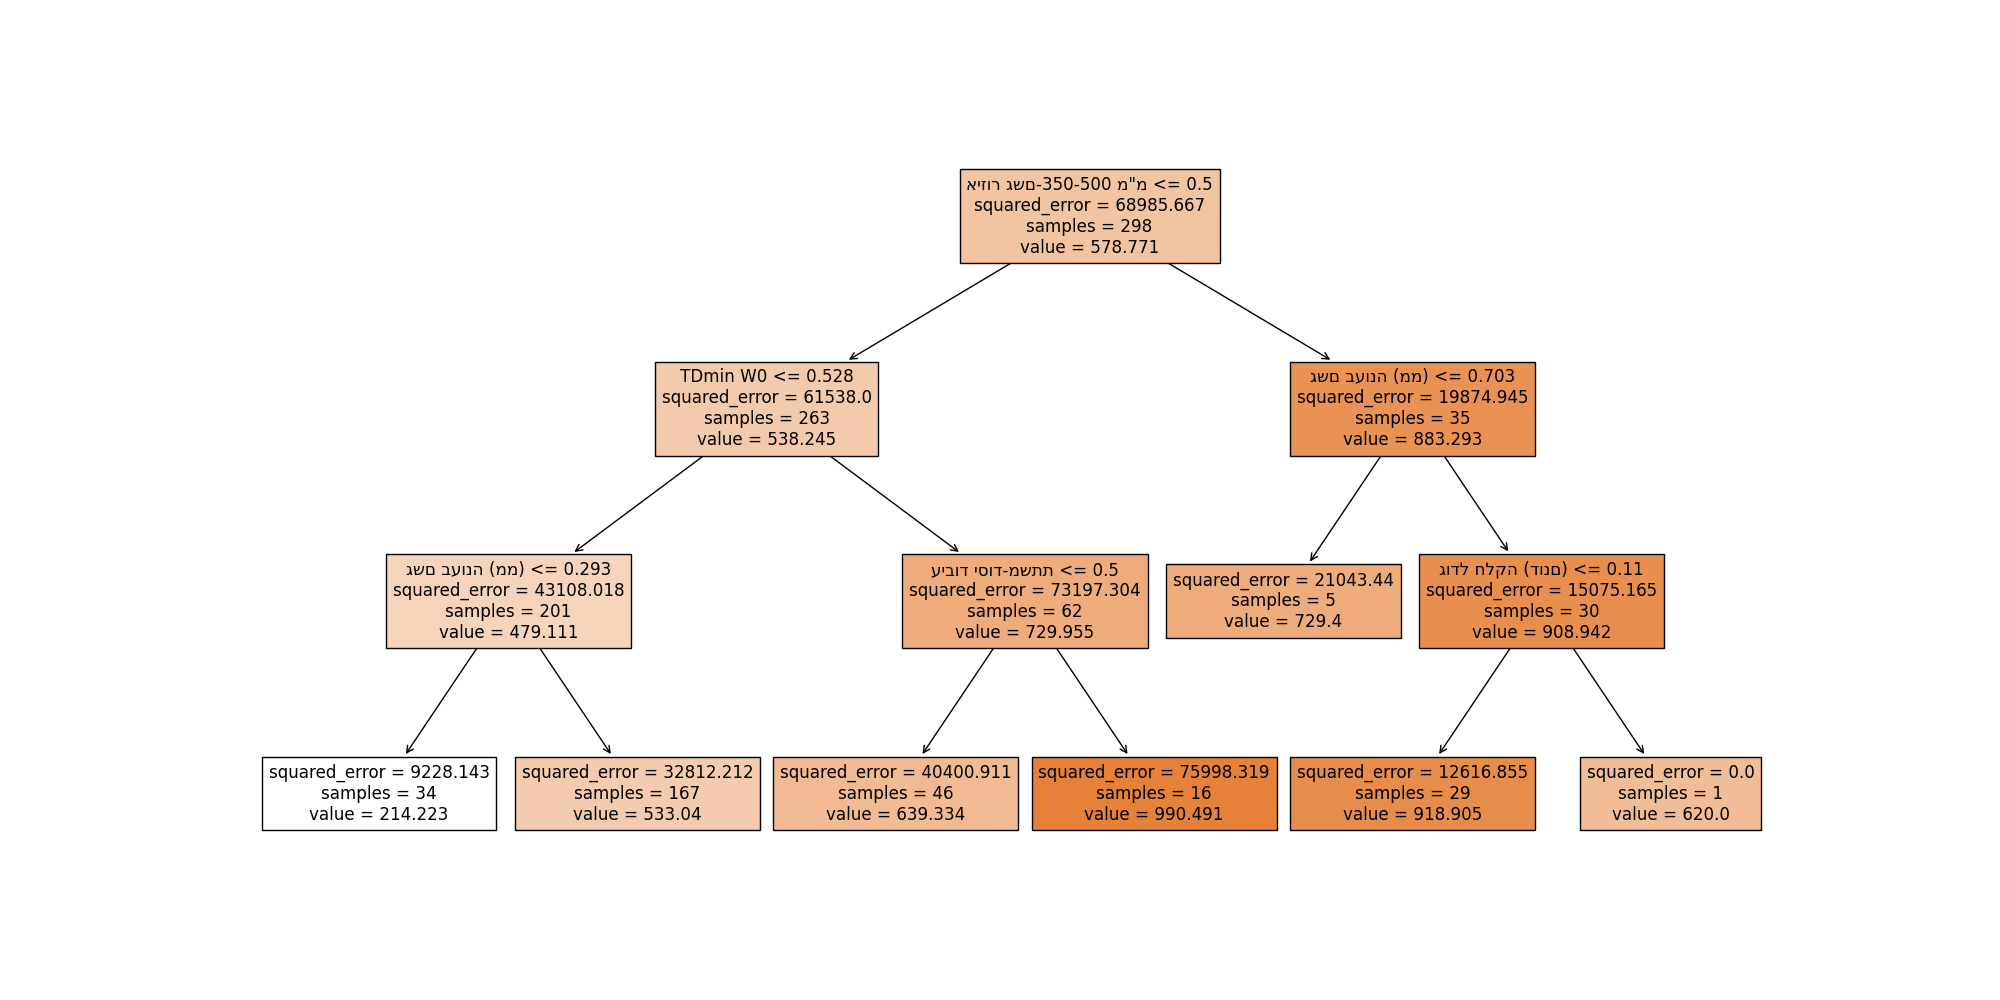 איזור גשם-350-500 מ"מ <= 0.5
squared_error = 68985.667
samples = 298
value = 578.771
TDmin W0 <= 0.528
squared_error = 61538.0
samples = 263
value = 538.245
גשם בעונה (ממ) <= 0.703
squared_error = 19874.945
samples = 35
value = 883.293
גשם בעונה (ממ) <= 0.293
squared_error = 43108.018
samples = 201
value = 479.111
עיבוד יסוד-משתת <= 0.5
squared_error = 73197.304
samples = 62
value = 729.955
squared_error = 21043.44
samples = 5
value = 729.4
גודל חלקה (דונם) <= 0.11
squared_error = 15075.165
samples = 30
value = 908.942
squared_error = 9228.143
samples = 34
value = 214.223
squared_error = 32812.212
samples = 167
value = 533.04
squared_error = 40400.911
samples = 46
value = 639.334
squared_error = 75998.319
samples = 16
value = 990.491
squared_error = 12616.855
samples = 29
value = 918.905
squared_error = 0.0
samples = 1
value = 620.0